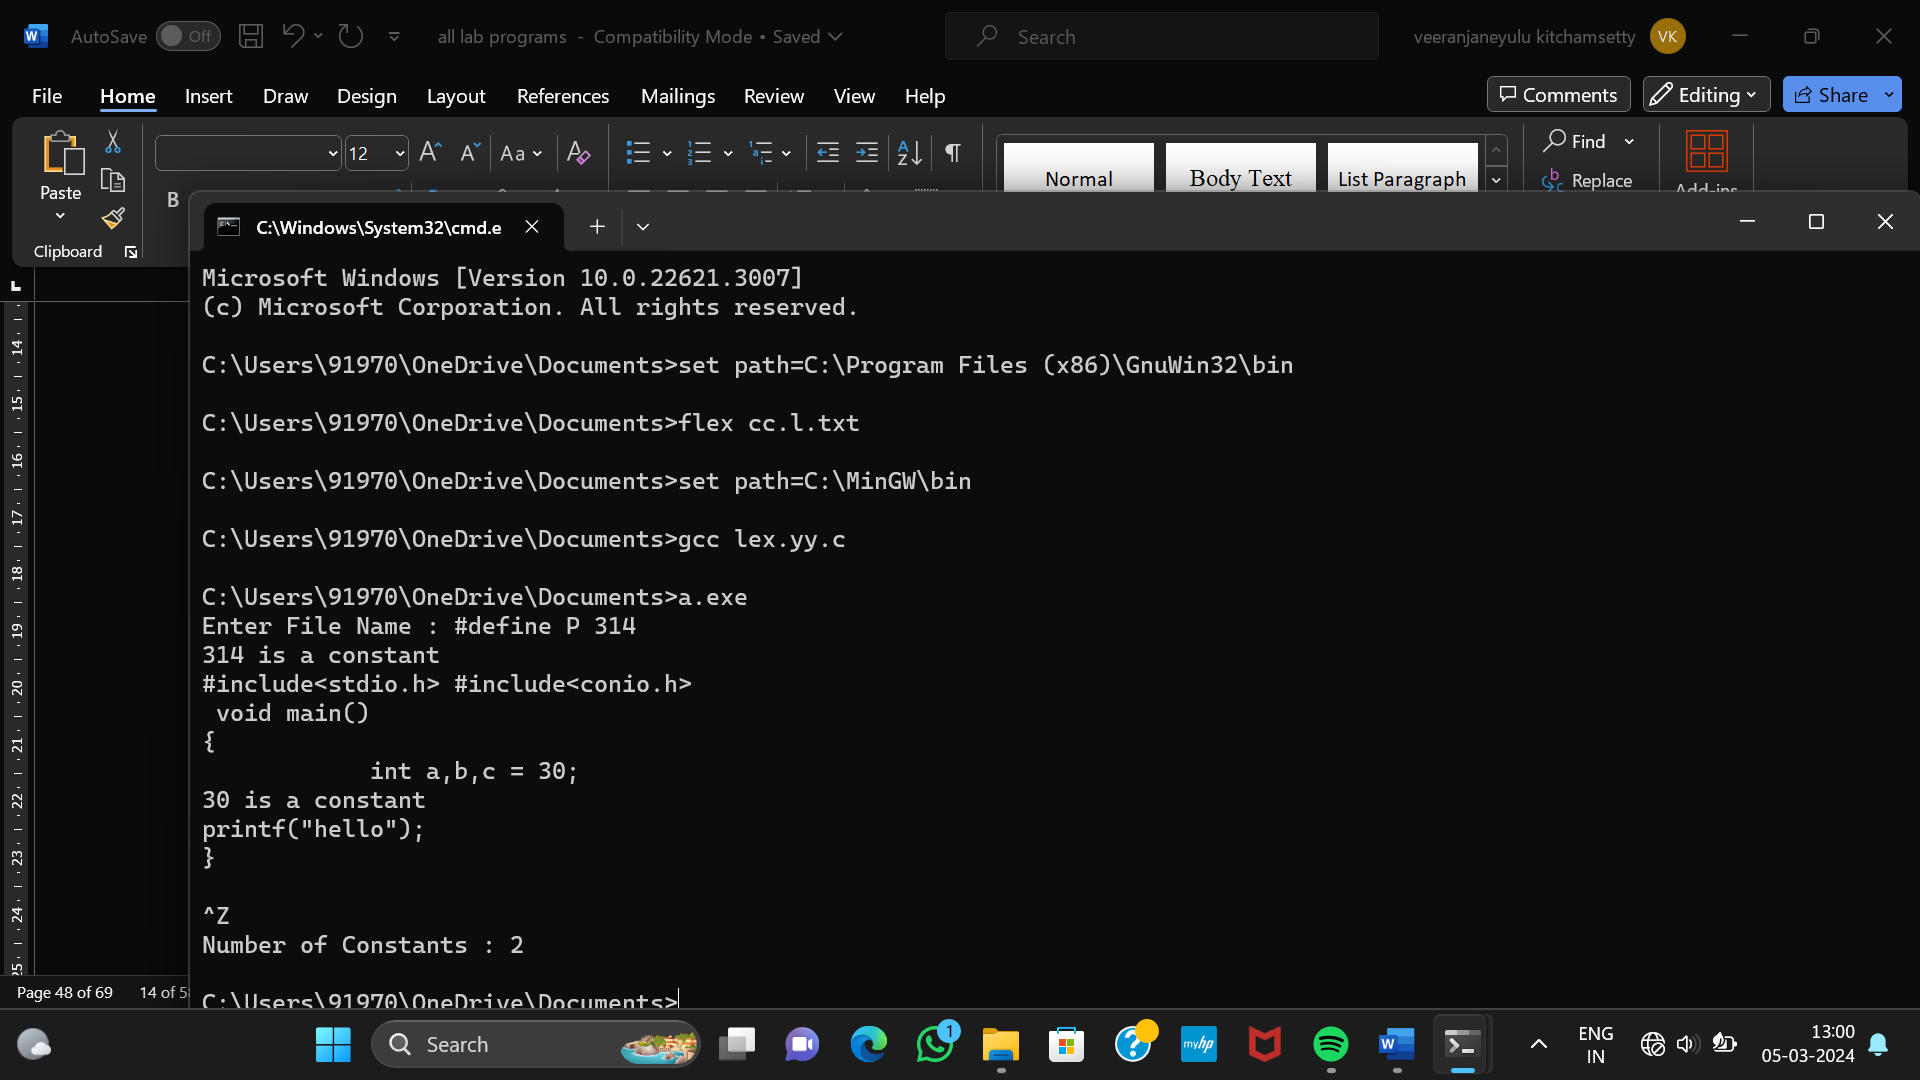 AutoSave Off all lab programs - Compatibility Mode • Saved Search veeranjaneyulu kitchamsetty VK
File Home Insert Draw Design Layout References Mailings Review View Help Comments Editing Share
12 Aa Find
Paste Normal Body Text List Paragraph Replace
B Add-ins
Clipboard
C:\Windows\System32\cmd.e
Microsoft Windows [Version 10.0.22621.3007]
(c) Microsoft Corporation. All rights reserved.
C:\Users\91970\OneDrive\Documents>set path=C:\Program Files (x86)\GnuWin32\bin
C:\Users\91970\OneDrive\Documents>flex cc.l.txt
C:\Users\91970\OneDrive\Documents>set path=C:\MinGW\bin
C:\Users\91970\OneDrive\Documents>gcc lex.yy.c
C:\Users\91970\OneDrive\Documents>a.exe
Enter File Name : #define P 314
314 is a constant
#include<stdio.h> #include<conio.h>
 void main()
{
            int a,b,c = 30;
30 is a constant
printf("hello");
}
^Z
Number of Constants : 2
C:\Users\91970\OneDrive\Documents>
14
15
16
17
18
19
20
21
22
23
24
25
Page 48 of 69 14 of
Search 1 myhp ENG IN 13:00
05-03-2024